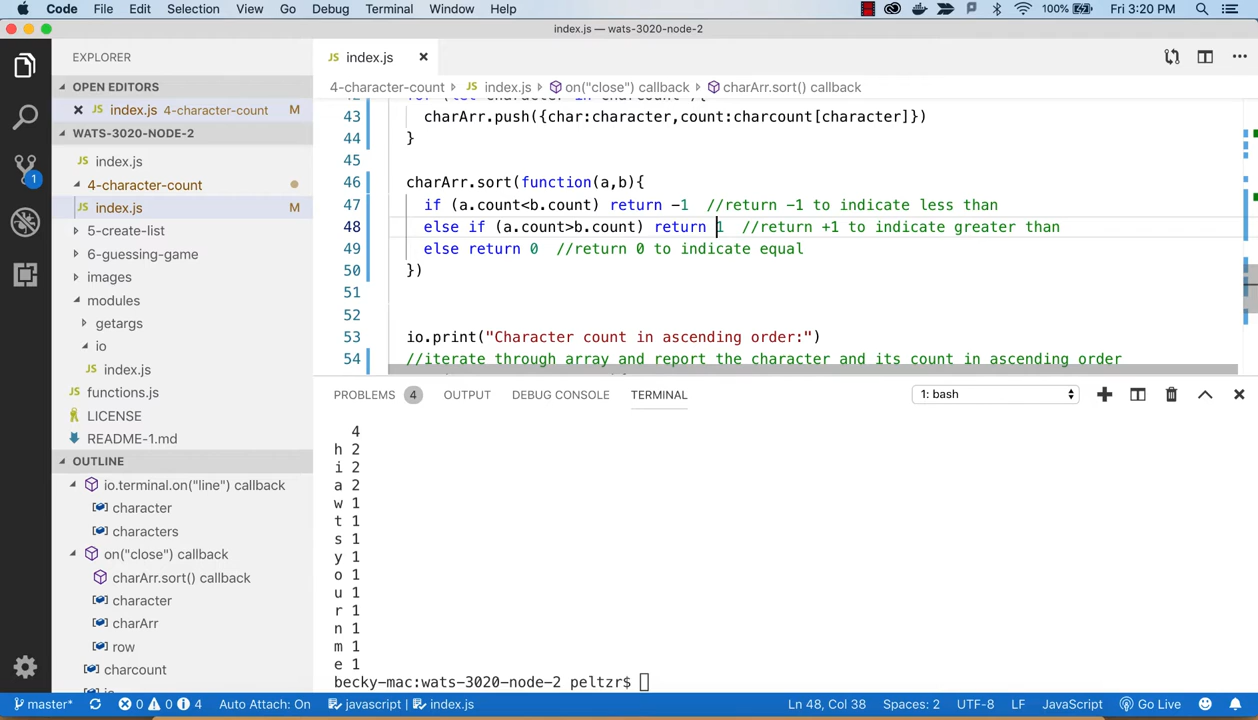 Code File Edit Selection View Go Debug Terminal Window Help 100% Fri 3:20 PM
index.js — wats-3020-node-2
EXPLORER
JS index.js
OPEN EDITORS
JS index.js 4-character-count M
WATS-3020-NODE-2
JS index.js
4-character-count
JS index.js M
5-create-list
6-guessing-game
images
modules
getargs
io
JS index.js
JS functions.js
LICENSE
README-1.md
OUTLINE
io.terminal.on("line") callback
character
characters
on("close") callback
charArr.sort() callback
character
charArr
row
charcount
1
4-character-count JS index.js on("close") callback charArr.sort() callback
43 charArr.push({char:character,count:charcount[character]})
44 }
45
46 charArr.sort(function(a,b){
47 if (a.count<b.count) return -1 //return -1 to indicate less than
48 else if (a.count>b.count) return 1 //return +1 to indicate greater than
49 else return 0 //return 0 to indicate equal
50 })
51
52
53 io.print("Character count in ascending order:")
54 //iterate through array and report the character and its count in ascending order
PROBLEMS 4 OUTPUT DEBUG CONSOLE TERMINAL 1: bash
4
h 2
i 2
a 2
w 1
t 1
s 1
y 1
o 1
u 1
r 1
n 1
m 1
e 1
becky-mac:wats-3020-node-2 peltzr$
master* 0 0 4 Auto Attach: On javascript index.js Ln 48, Col 38 Spaces: 2 UTF-8 LF JavaScript Go Live